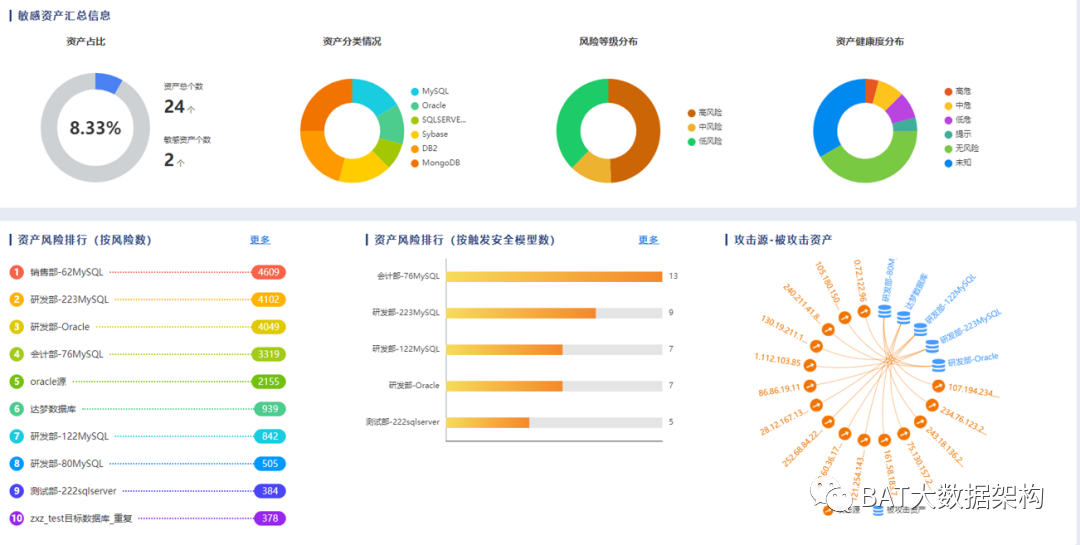 敏感资产汇总信息
资产占比
8.33%
资产总个数
24个
敏感资产个数
2个
资产分类情况
MySQL
Oracle
SQLSERVE...
Sybase
DB2
MongoDB
风险等级分布
高风险
中风险
低风险
资产健康度分布
高危
中危
低危
提示
无风险
未知
资产风险排行（按风险数）
更多
1 销售部-62MySQL 4609
2 研发部-223MySQL 4102
3 研发部-Oracle 4049
4 会计部-76MySQL 3319
5 oracle源 2155
6 达梦数据库 939
7 研发部-122MySQL 842
8 研发部-80MySQL 505
9 测试部-222sqlserver 384
10 zxz_test目标数据库_重复 378
资产风险排行（按触发安全模型数）
更多
会计部-76MySQL 13
研发部-223MySQL 9
研发部-122MySQL 7
研发部-Oracle 7
测试部-222sqlserver 5
攻击源-被攻击资产
研发部-80M
达梦数据库
研发部-122MySQL
研发部-223MySQL
研发部-Oracle
107.194.234...
234.76.123.2...
243.18.136.2...
75.130.157.2...
161.58.18
121.254.143...
60.36.17...
252.68.84.22...
28.12.167.13...
86.86.19.11
1.112.103.85
130.19.211.1...
240.211.41.8...
105.180.150...
0.72.122.96
被攻击资产
BAT大数据架构